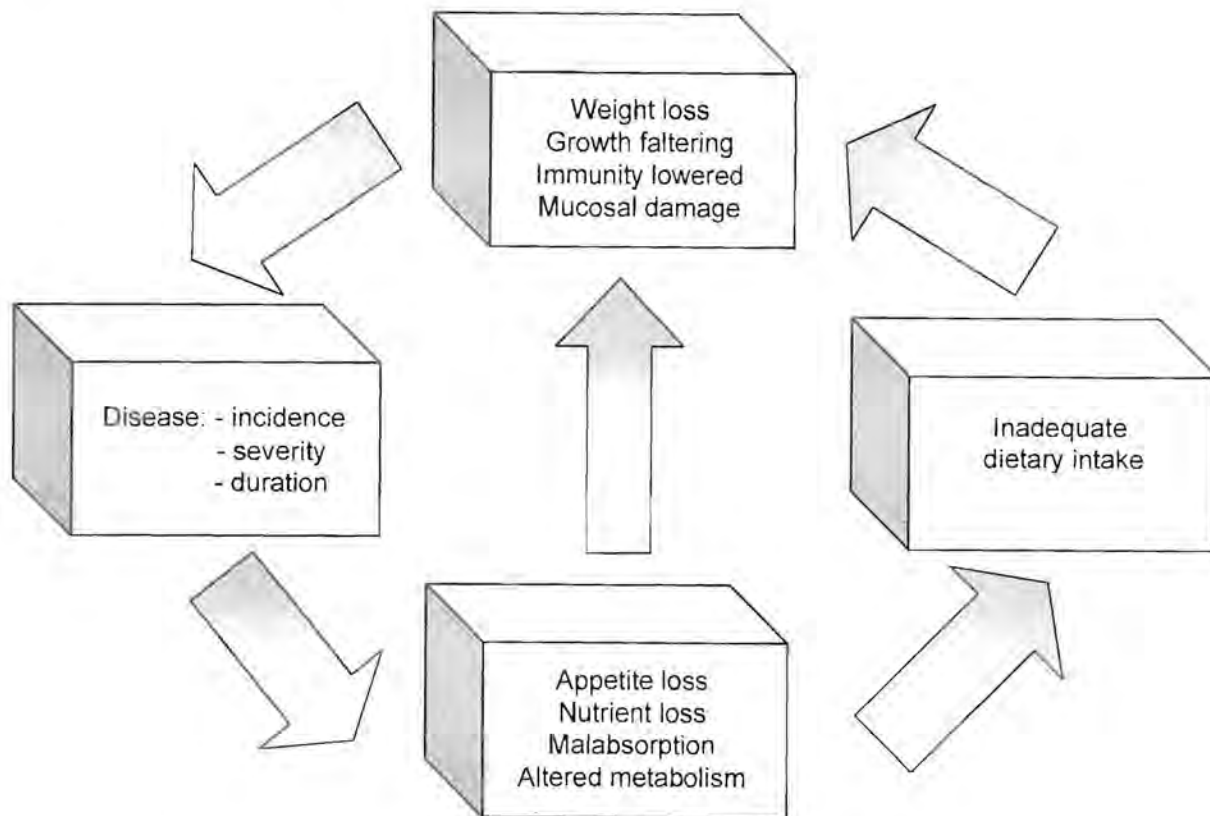 Weight loss
Growth faltering
Immunity lowered
Mucosal damage
Disease: - incidence
- severity
- duration
Inadequate
dietary intake
Appetite loss
Nutrient loss
Malabsorption
Altered metabolism